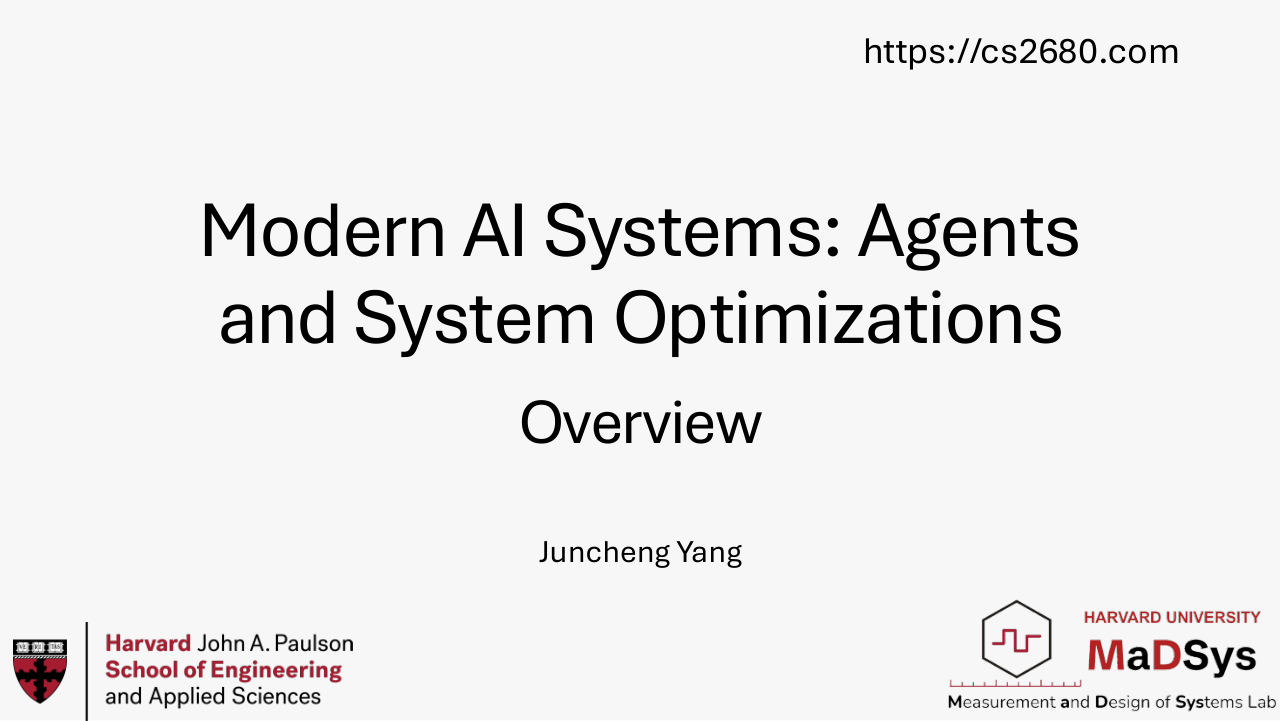 https://cs2680.com
Modern AI Systems: Agents
and System Optimizations
Overview
Juncheng Yang
Harvard John A. Paulson
School of Engineering
and Applied Sciences
HARVARD UNIVERSITY
MaDSys
Measurement and Design of Systems Lab